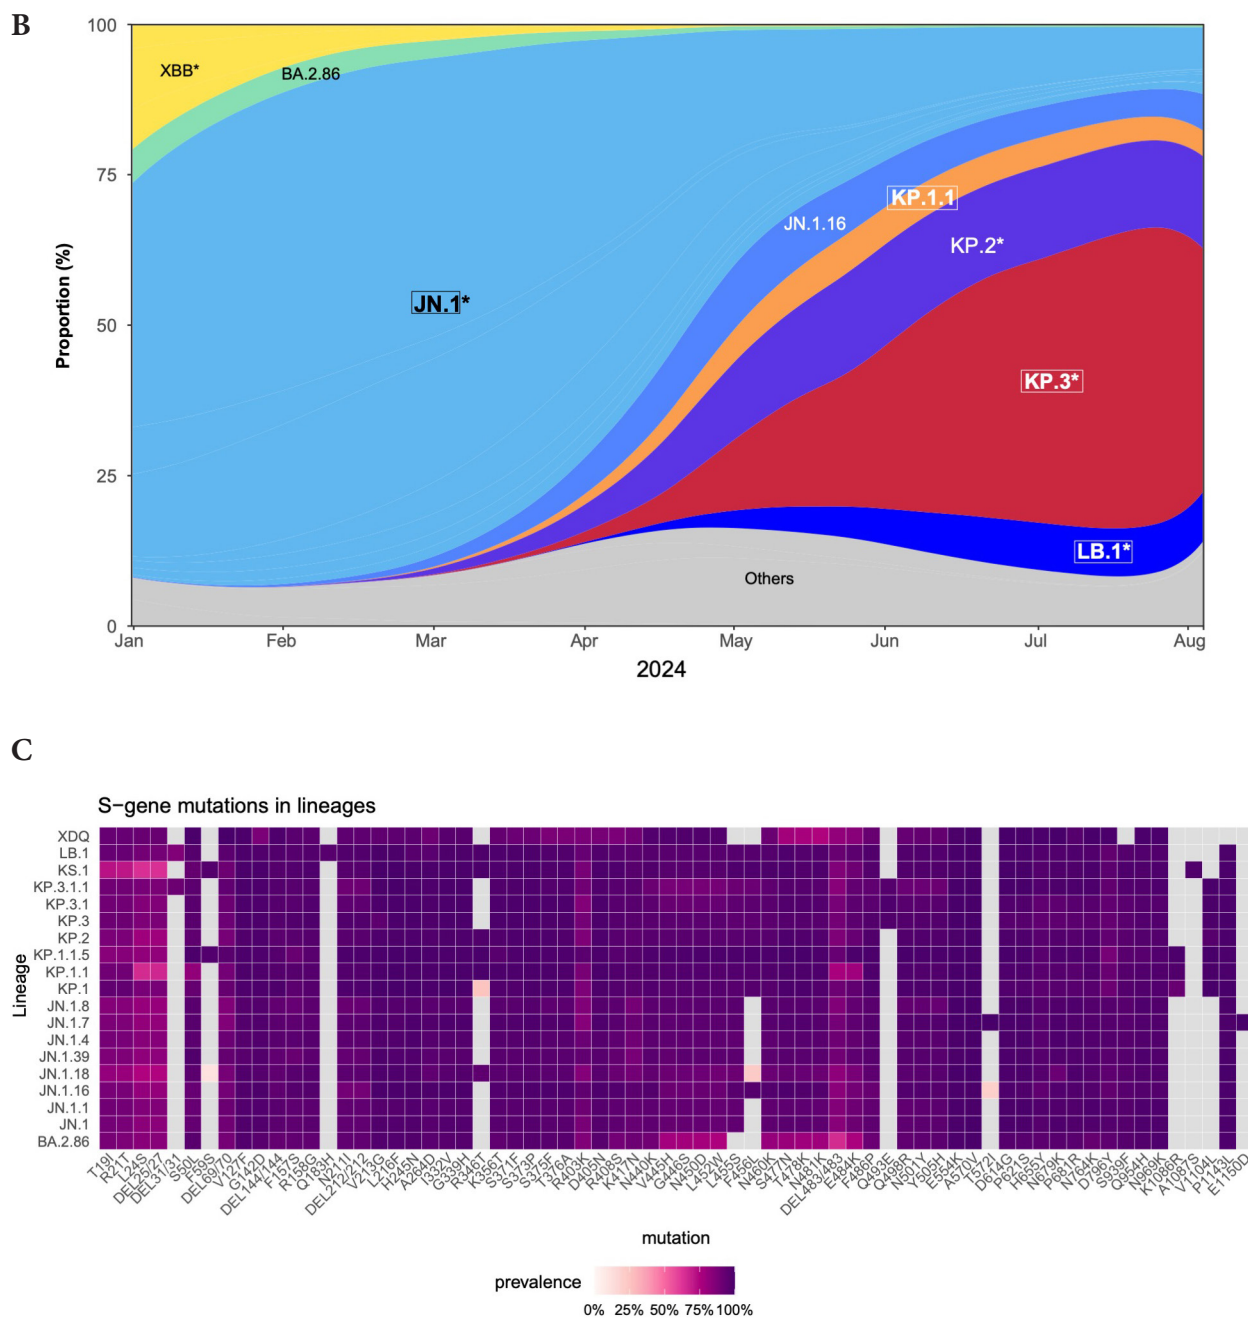 B
100
75
50
25
0
Proportion (%)
XBB*
BA.2.86
JN.1*
JN.1.16
KP.1.1
KP.2*
KP.3*
LB.1*
Others
Jan Feb Mar Apr May Jun Jul Aug
2024
C
S−gene mutations in lineages
Lineage
XDQ
LB.1
KS.1
KP.3.1.1
KP.3.1
KP.3
KP.2
KP.1.1.5
KP.1.1
KP.1
JN.1.8
JN.1.7
JN.1.4
JN.1.39
JN.1.18
JN.1.16
JN.1.1
JN.1
BA.2.86
T19I
R21T
L24S
DEL25/27
DEL31/31
S50L
F59S
DEL69/70
V127F
G142D
DEL144/144
F157S
R158G
Q183H
N211I
DEL212/212
V213G
L216F
H245N
A264D
I332V
G339H
R346T
K356T
S371F
S373P
S375F
T376A
R403K
D405N
R408S
K417N
N440K
V445H
G446S
N450D
L452W
L455S
F456L
N460K
S477N
T478K
N481K
DEL483/483
E484K
F486P
Q493E
Q498R
N501Y
Y505H
E554K
A570V
T572I
D614G
P621S
H655Y
N679K
P681R
N764K
D796Y
S939F
Q954H
N969K
K1086R
A1087S
V1104L
P1143L
E1150D
mutation
prevalence
0% 25% 50% 75% 100%